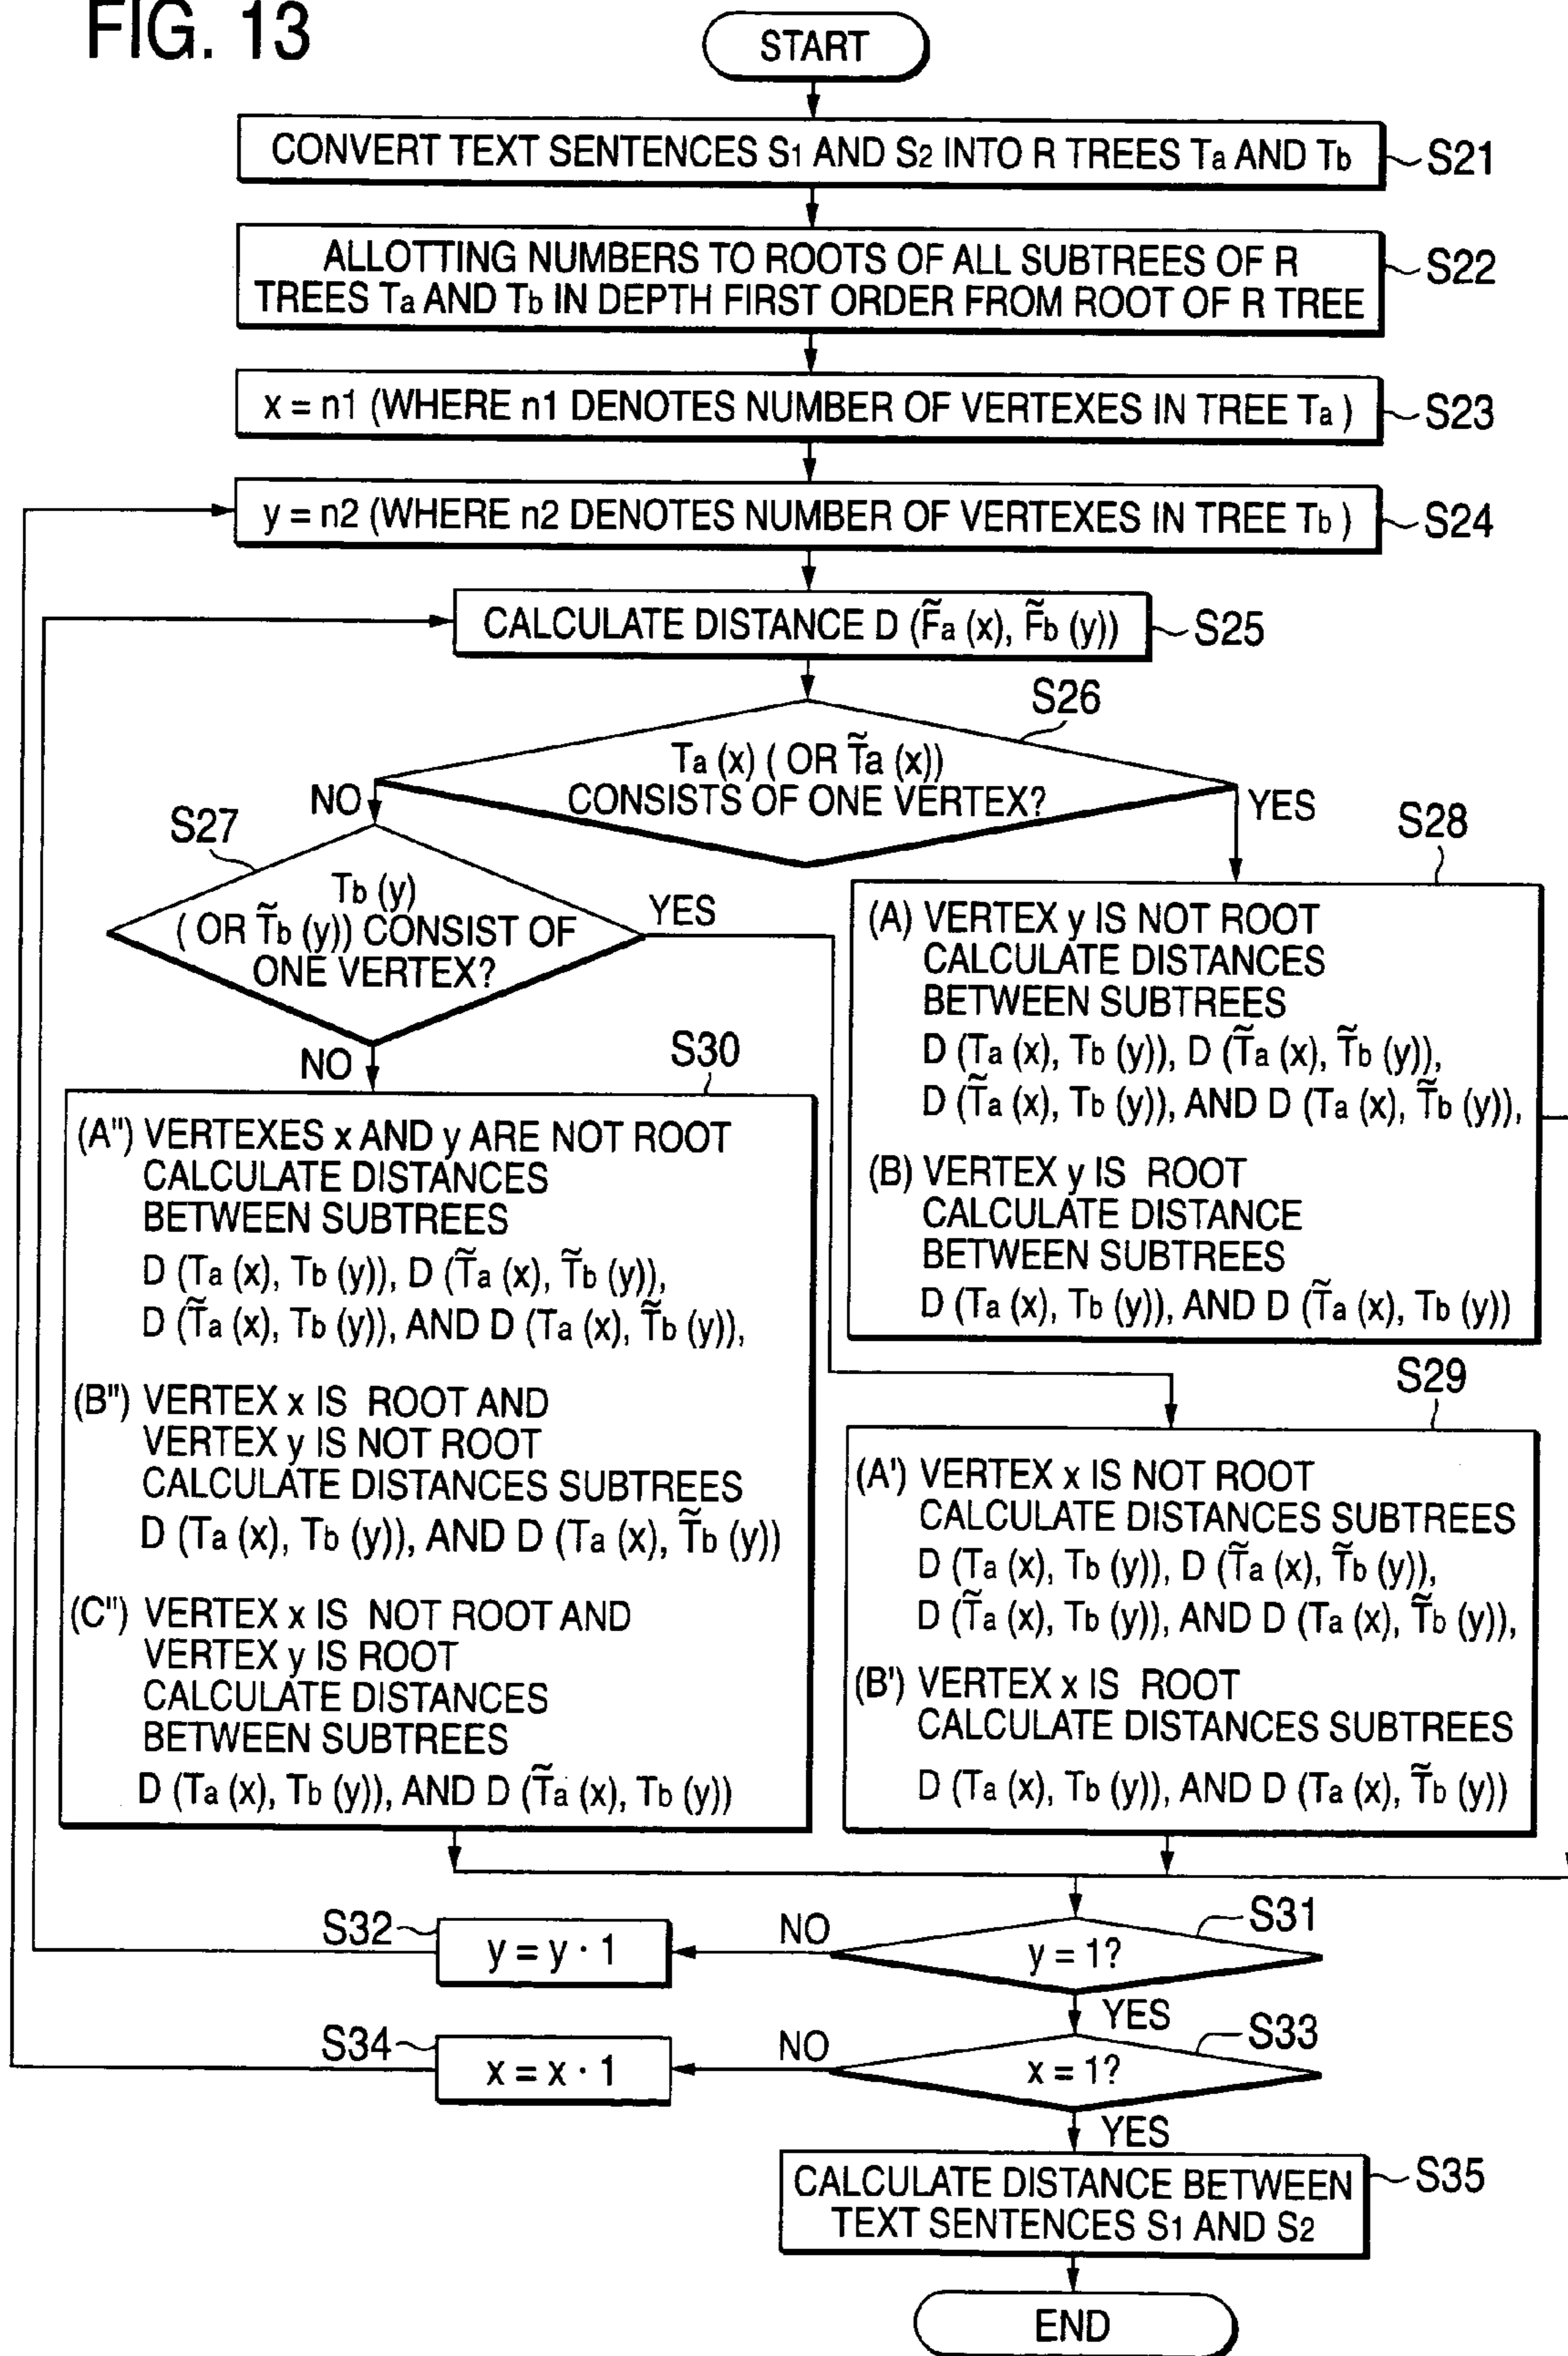 FIG. 13
START
CONVERT TEXT SENTENCES S1 AND S2 INTO R TREES Ta AND Tb
S21
ALLOTTING NUMBERS TO ROOTS OF ALL SUBTREES OF R
TREES Ta AND Tb IN DEPTH FIRST ORDER FROM ROOT OF R TREE
S22
x = n1 (WHERE n1 DENOTES NUMBER OF VERTEXES IN TREE Ta )
S23
y = n2 (WHERE n2 DENOTES NUMBER OF VERTEXES IN TREE Tb )
S24
CALCULATE DISTANCE D (F̃a (x), F̃b (y))
S25
S26
Ta (x) ( OR T̃a (x))
CONSISTS OF ONE VERTEX?
NO
YES
S27
Tb (y)
( OR T̃b (y)) CONSIST OF
ONE VERTEX?
YES
NO
S28
(A) VERTEX y IS NOT ROOT
CALCULATE DISTANCES
BETWEEN SUBTREES
D (Ta (x), Tb (y)), D (T̃a (x), T̃b (y)),
D (T̃a (x), Tb (y)), AND D (Ta (x), T̃b (y)),
(B) VERTEX y IS ROOT
CALCULATE DISTANCE
BETWEEN SUBTREES
D (Ta (x), Tb (y)), AND D (T̃a (x), Tb (y))
S30
(A") VERTEXES x AND y ARE NOT ROOT
CALCULATE DISTANCES
BETWEEN SUBTREES
D (Ta (x), Tb (y)), D (T̃a (x), T̃b (y)),
D (T̃a (x), Tb (y)), AND D (Ta (x), T̃b (y)),
(B") VERTEX x IS ROOT AND
VERTEX y IS NOT ROOT
CALCULATE DISTANCES SUBTREES
D (Ta (x), Tb (y)), AND D (Ta (x), T̃b (y))
(C") VERTEX x IS NOT ROOT AND
VERTEX y IS ROOT
CALCULATE DISTANCES
BETWEEN SUBTREES
D (Ta (x), Tb (y)), AND D (T̃a (x), Tb (y))
S29
(A') VERTEX x IS NOT ROOT
CALCULATE DISTANCES SUBTREES
D (Ta (x), Tb (y)), D (T̃a (x), T̃b (y)),
D (T̃a (x), Tb (y)), AND D (Ta (x), T̃b (y)),
(B') VERTEX x IS ROOT
CALCULATE DISTANCES SUBTREES
D (Ta (x), Tb (y)), AND D (Ta (x), T̃b (y))
S31
y = 1?
NO
S32
y = y · 1
YES
S33
x = 1?
NO
S34
x = x · 1
YES
CALCULATE DISTANCE BETWEEN
TEXT SENTENCES S1 AND S2
S35
END